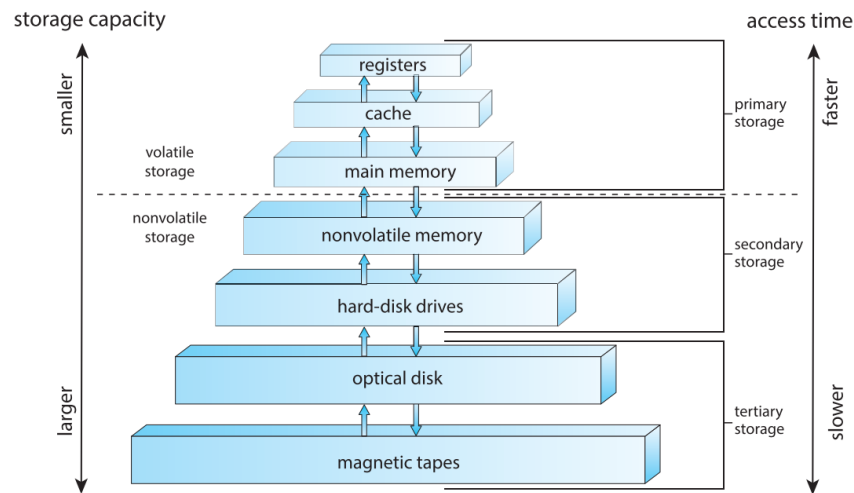 storage capacity
access time
smaller
larger
faster
slower
registers
cache
main memory
nonvolatile memory
hard-disk drives
optical disk
magnetic tapes
volatile
storage
nonvolatile
storage
primary
storage
secondary
storage
tertiary
storage